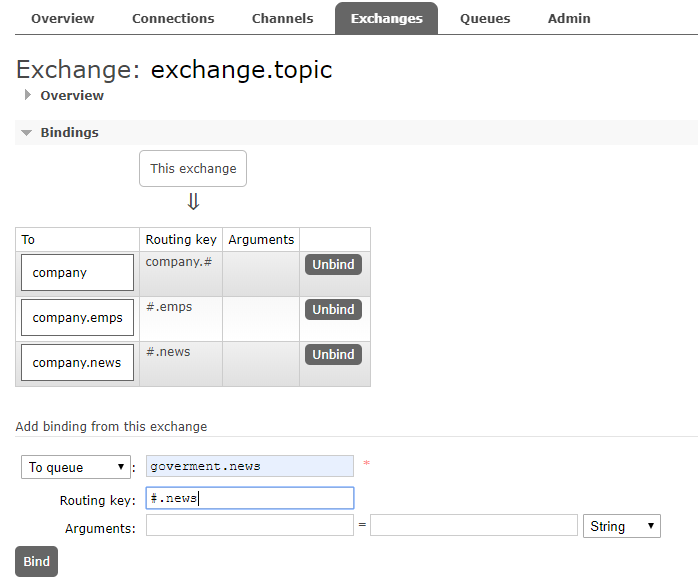 Overview Connections Channels Exchanges Queues Admin
Exchange: exchange.topic
Overview
Bindings
This exchange
⇓
To Routing key Arguments
company company.# Unbind
company.emps #.emps Unbind
company.news #.news Unbind
Add binding from this exchange
To queue : goverment.news *
Routing key: #.news
Arguments: = String
Bind